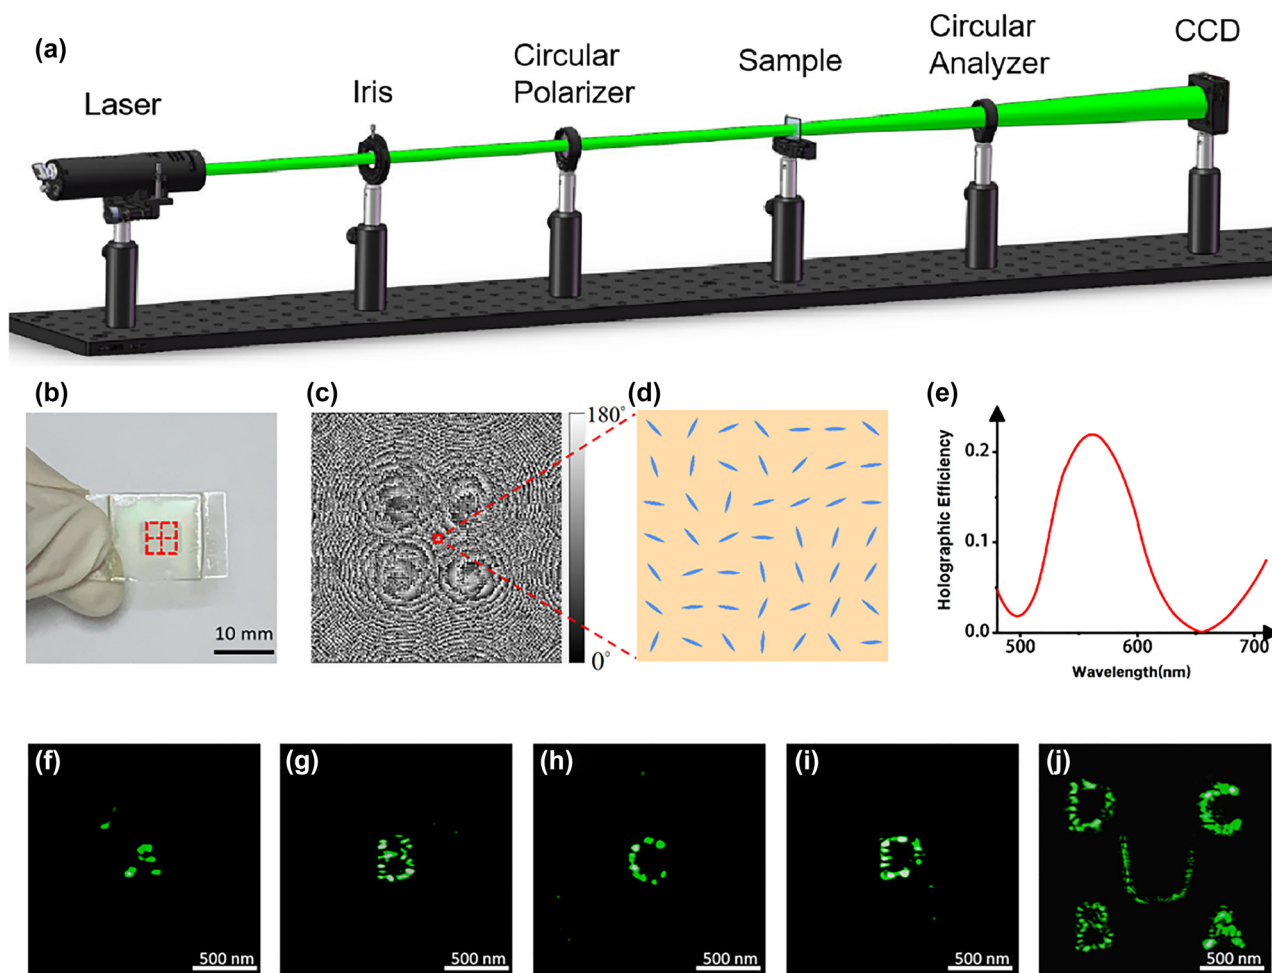 (a)
Laser
Iris
Circular
Polarizer
Sample
Circular
Analyzer
CCD
(b)
10 mm
(c)
180°
0°
(d)
(e)
Holographic Efficiency
0.2
0.1
0.0
500
600
700
Wavelength(nm)
(f)
A
500 nm
(g)
B
500 nm
(h)
C
500 nm
(i)
D
500 nm
(j)
D
C
U
B
A
500 nm